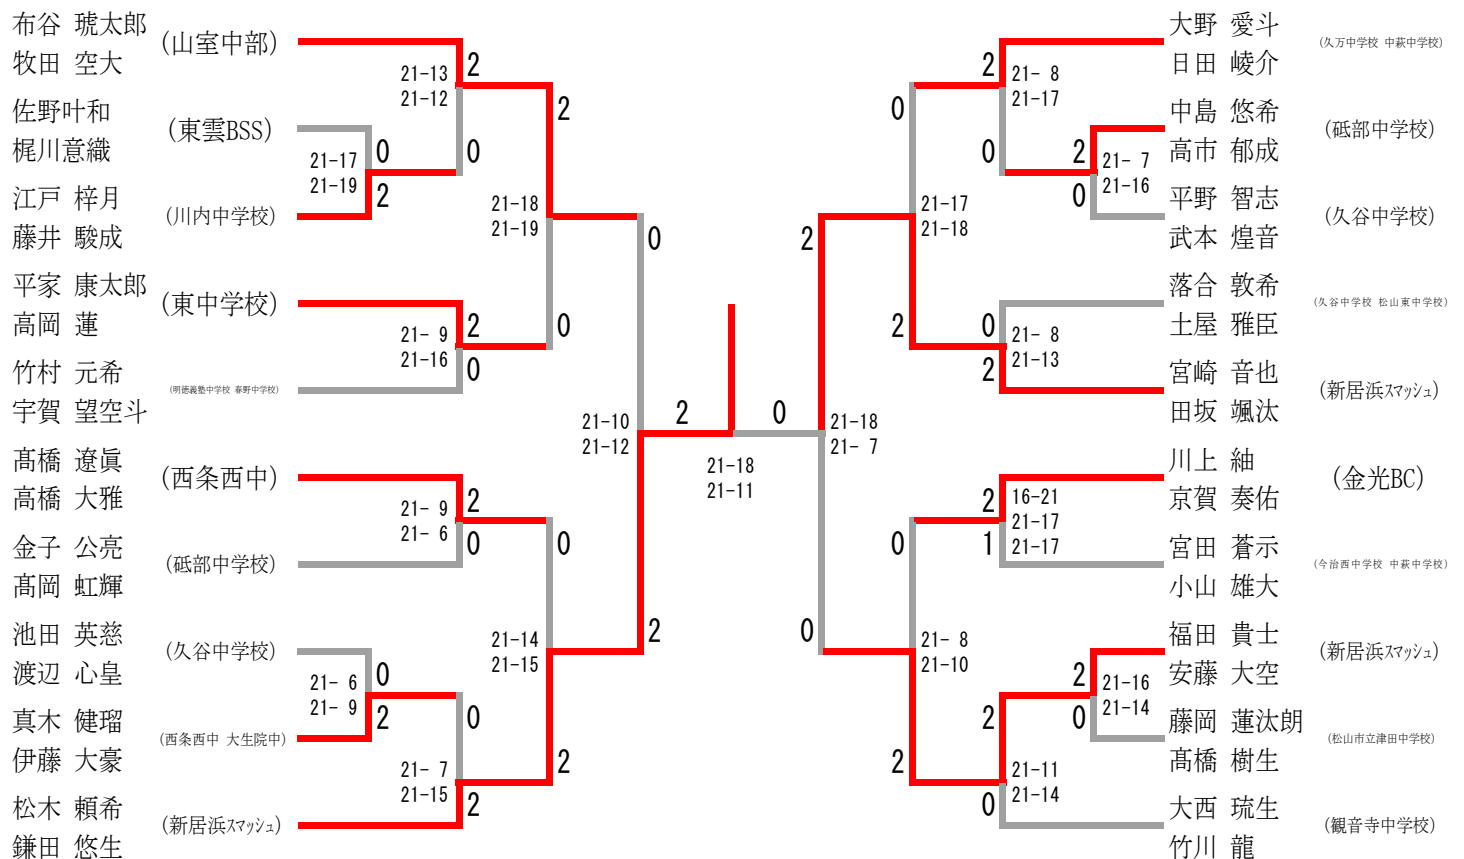 布谷 琥太郎
牧田 空大
(山室中部)
佐野叶和
梶川意織
(東雲BSS)
江戸 梓月
藤井 駿成
(川内中学校)
平家 康太郎
高岡 蓮
(東中学校)
竹村 元希
宇賀 望空斗
(明徳義塾中学校 春野中学校)
髙橋 遼眞
高橋 大雅
(西条西中)
金子 公亮
髙岡 虹輝
(砥部中学校)
池田 英慈
渡辺 心皇
(久谷中学校)
真木 健瑠
伊藤 大豪
(西条西中 大生院中)
松木 頼希
鎌田 悠生
(新居浜スマッシュ)
21-13
21-12
2
0
21-17
21-19
0
2
21-18
21-19
2
0
21- 9
21-16
2
0
21-10
21-12
0
2
21- 9
21- 6
2
0
21-14
21-15
0
2
21- 6
21- 9
0
2
21- 7
21-15
0
2
2
0
21-18
21-11
大野 愛斗
日田 崚介
(久万中学校 中萩中学校)
中島 悠希
高市 郁成
(砥部中学校)
平野 智志
武本 煌音
(久谷中学校)
落合 敦希
土屋 雅臣
(久谷中学校 松山東中学校)
宮崎 音也
田坂 颯汰
(新居浜スマッシュ)
川上 紬
京賀 奏佑
(金光BC)
宮田 蒼示
小山 雄大
(今治西中学校 中萩中学校)
福田 貴士
安藤 大空
(新居浜スマッシュ)
藤岡 蓮汰朗
髙橋 樹生
(松山市立津田中学校)
大西 琉生
竹川 龍
(観音寺中学校)
2
0
21- 8
21-17
2
0
21- 7
21-16
0
2
21-17
21-18
0
2
21- 8
21-13
2
0
21-18
21- 7
2
1
16-21
21-17
21-17
0
2
21- 8
21-10
2
0
21-16
21-14
2
0
21-11
21-14